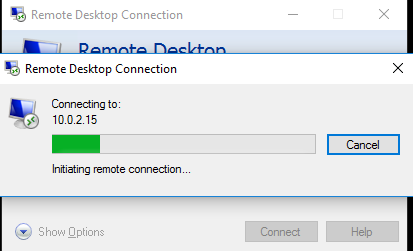 Remote Desktop Connection
Remote Desktop
Remote Desktop Connection
Connecting to:
10.0.2.15
Cancel
Initiating remote connection...
Show Options
Connect
Help